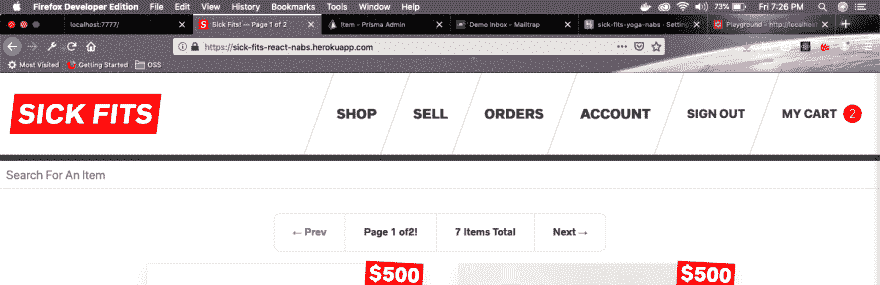 Firefox Developer Edition File Edit View History Bookmarks Tools Window Help 73% Fri 7:26 PM
localhost:7777/ Sick Fits! — Page 1 of 2 Item - Prisma Admin Demo Inbox - Mailtrap sick-fits-yoga-nabs · Setting Playground - http://localhost
https://sick-fits-react-nabs.herokuapp.com
Most Visited Getting Started OSS
SICK FITS SHOP SELL ORDERS ACCOUNT SIGN OUT MY CART 2
Search For An Item
← Prev Page 1 of2! 7 Items Total Next →
$500 $500